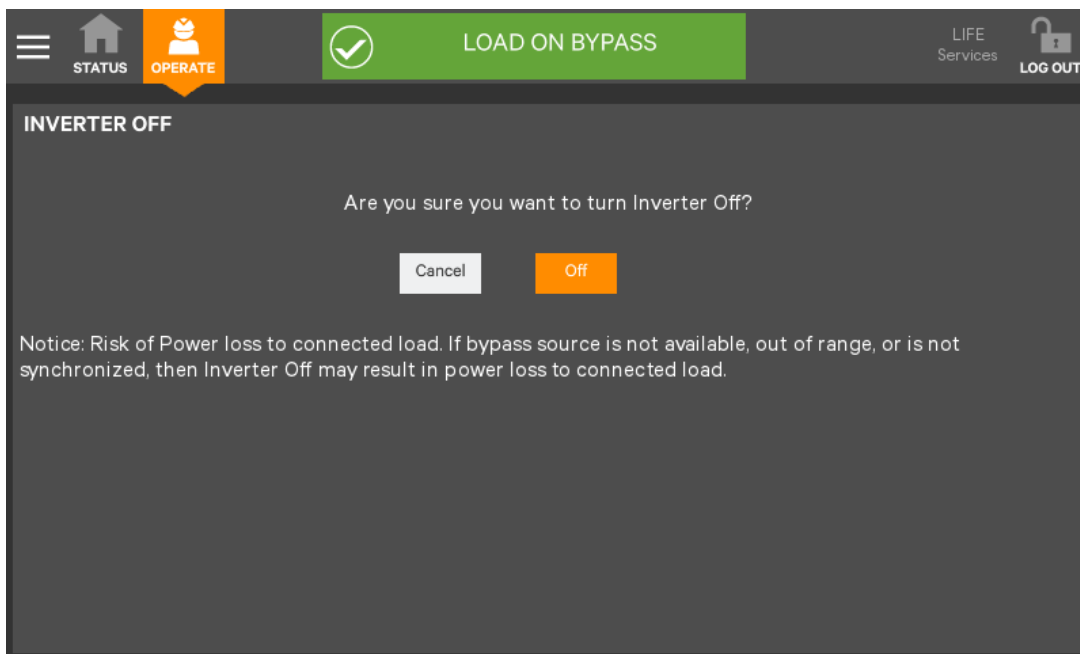 STATUS
OPERATE
LOAD ON BYPASS
LIFE
Services
LOG OUT
INVERTER OFF
Are you sure you want to turn Inverter Off?
Cancel
Off
Notice: Risk of Power loss to connected load. If bypass source is not available, out of range, or is not
synchronized, then Inverter Off may result in power loss to connected load.